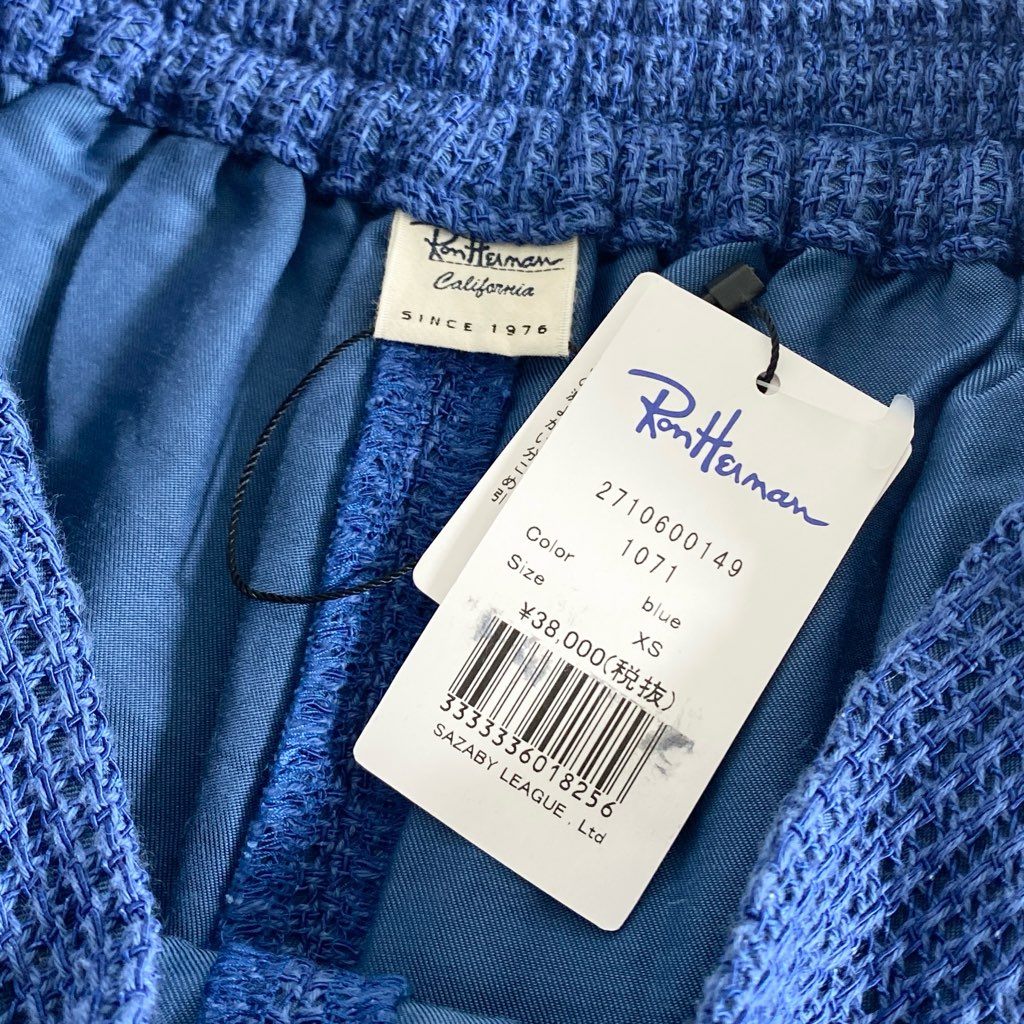 RonHerman
California
SINCE 1976
RonHerman
2710600149
Color 1071
Size blue
XS
¥38,000(税抜)
3333336018256
SAZABY LEAGUE , Ltd